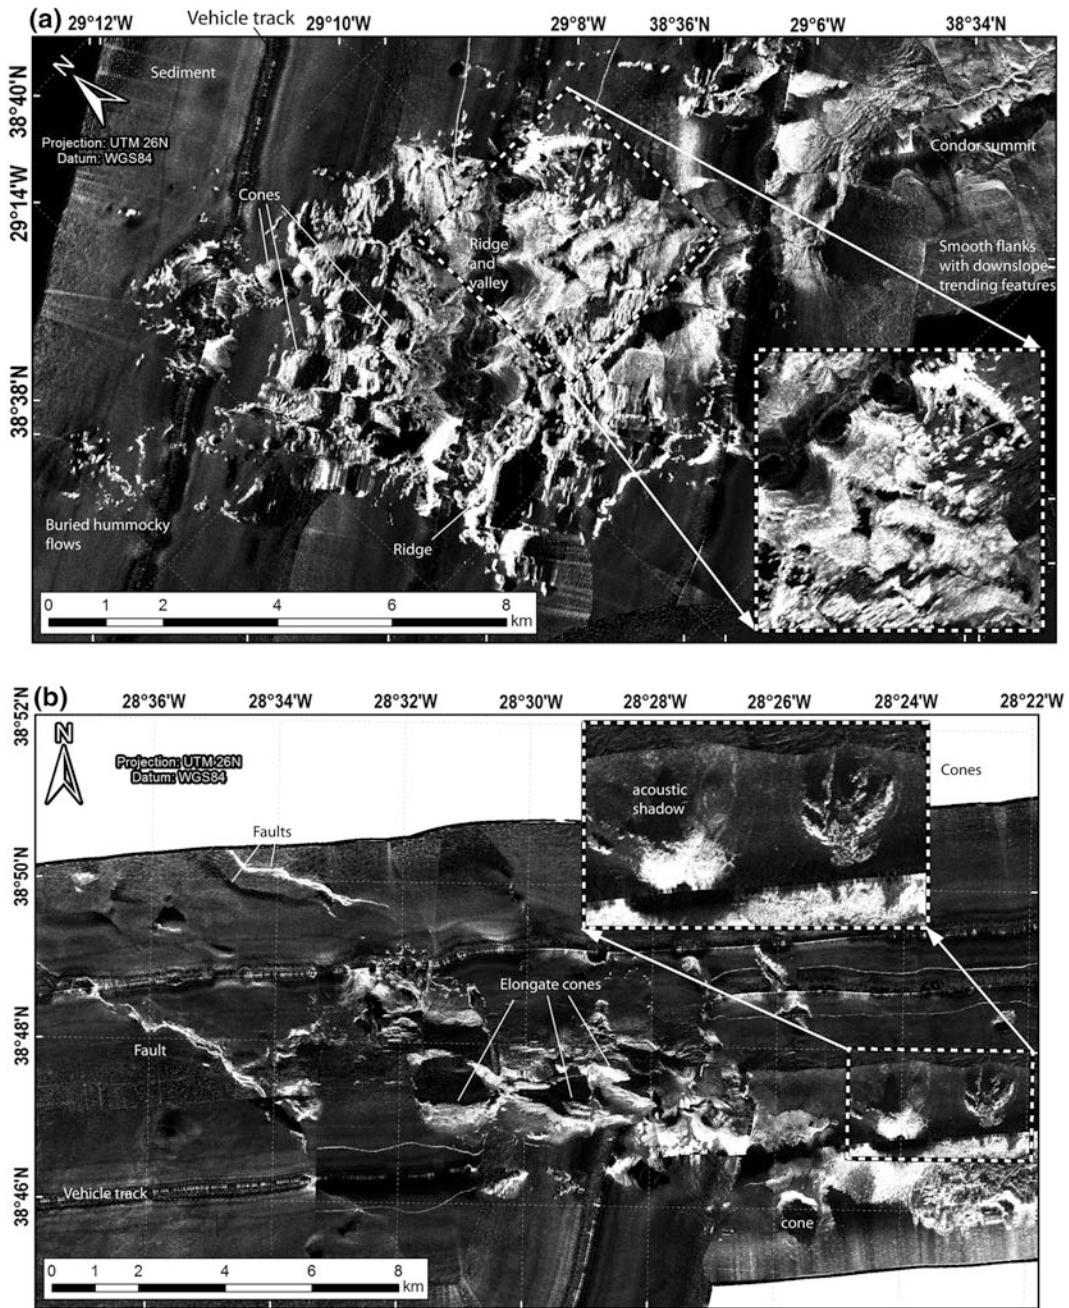 (a)
29°12'W
Vehicle track
29°10'W
29°8'W
38°36'N
29°6'W
38°34'N
Sediment
N
38°40'N
Projection: UTM 26N
Datum: WGS84
Condor summit
Cones
29°14'W
Ridge
and
valley
Smooth flanks
with downslope-
trending features
38°38'N
Buried hummocky
flows
Ridge
0 1 2 4 6 8
km
(b)
28°36'W
28°34'W
28°32'W
28°30'W
28°28'W
28°26'W
28°24'W
28°22'W
38°52'N
N
Projection: UTM 26N
Datum: WGS84
Cones
acoustic
shadow
Faults
38°50'N
Elongate cones
38°48'N
Fault
38°46'N
Vehicle track
cone
0 1 2 4 6 8
km